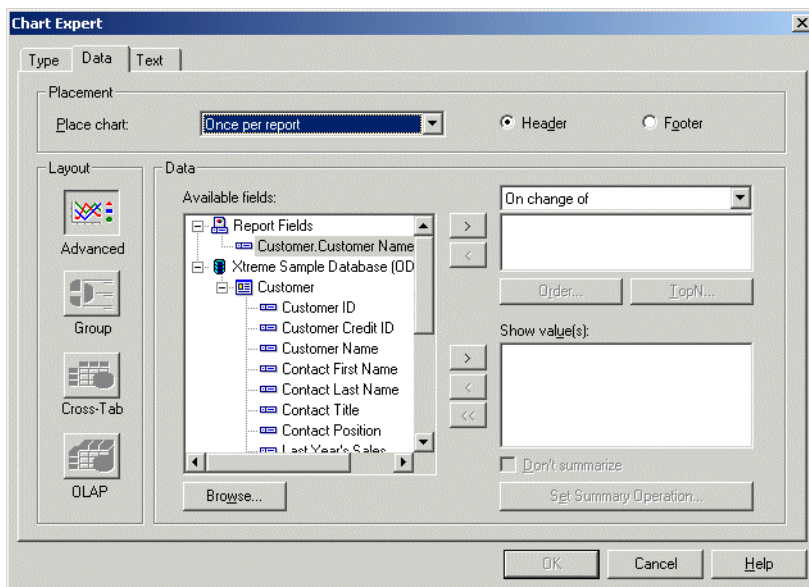 Chart Expert
Type
Data
Text
Placement
Place chart:
Once per report
Header
Footer
Layout
Advanced
Group
Cross-Tab
OLAP
Data
Available fields:
Report Fields
Customer.Customer Name
Xtreme Sample Database (OD
Customer
Customer ID
Customer Credit ID
Customer Name
Contact First Name
Contact Last Name
Contact Title
Contact Position
Last Year's Sales
Browse...
>
<
>
<
<<
On change of
Order...
TopN...
Show value(s):
Don't summarize
Set Summary Operation...
OK
Cancel
Help